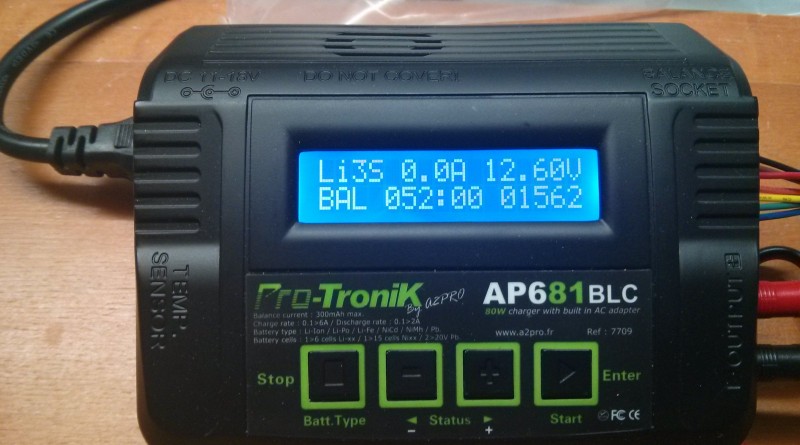 DC 11-18V
DO NOT COVER!
BALANCE
SOCKET
Li3S 0.0A 12.60V
BAL 052:00 01562
TEMP.
SENSOR
OUTPUT
Pro-TroniK
By A2PRO
AP681BLC
80W charger with built in AC adapter
Balance current : 300mAh max.
Charge rate : 0.1>6A / Discharge rate : 0.1>2A
Battery type : Li-Ion / Li-Po / Li-Fe / NiCd / NiMh / Pb.
Battery cells : 1>6 cells Li-xx / 1>15 cells Nixx / 2>20V Pb
www.a2pro.fr
Ref : 7709
Stop
Enter
Batt.Type
◄ Status ►
- +
Start
FC CE